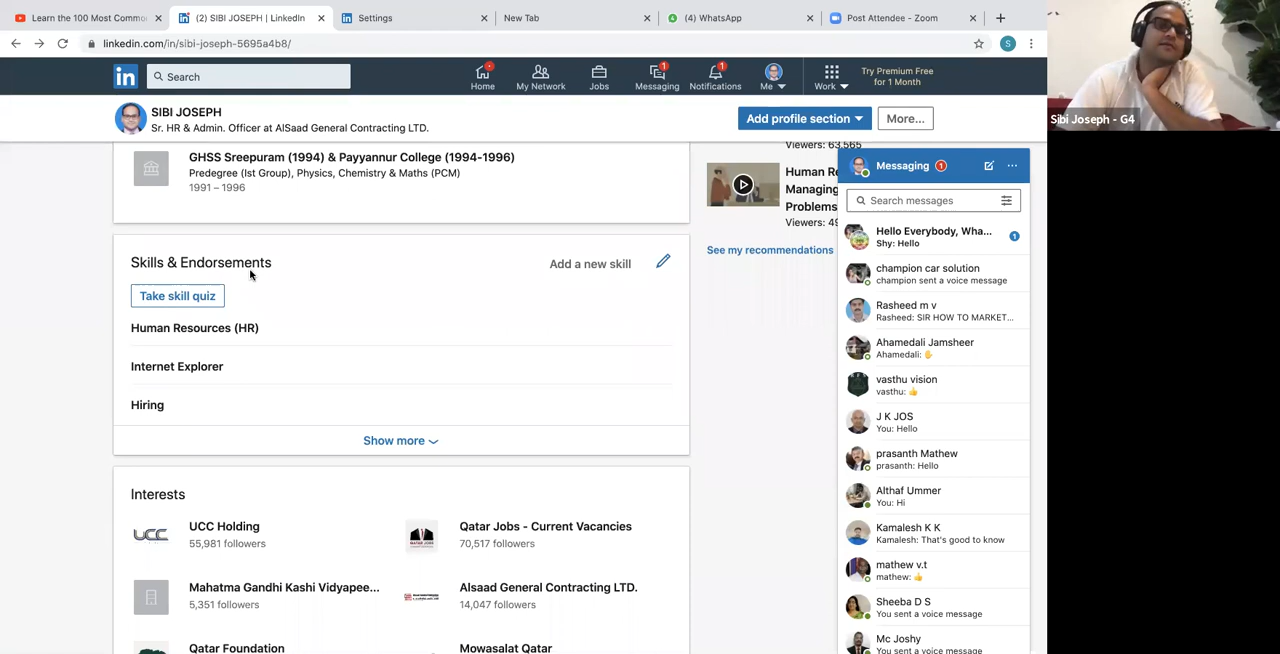 Learn the 100 Most Commo
(2) SIBI JOSEPH | LinkedIn
Settings
New Tab
(4) WhatsApp
Post Attendee - Zoom
linkedin.com/in/sibi-joseph-5695a4b8/
S
in
Search
Home
My Network
Jobs
1
Messaging
1
Notifications
Me
Work
Try Premium Free
for 1 Month
SIBI JOSEPH
Sr. HR & Admin. Officer at AlSaad General Contracting LTD.
Add profile section
More...
GHSS Sreepuram (1994) & Payyannur College (1994-1996)
Predegree (Ist Group), Physics, Chemistry & Maths (PCM)
1991 – 1996
Skills & Endorsements
Add a new skill
Take skill quiz
Human Resources (HR)
Internet Explorer
Hiring
Show more
Interests
UCC
UCC Holding
55,981 followers
Qatar Jobs - Current Vacancies
70,517 followers
Mahatma Gandhi Kashi Vidyapee...
5,351 followers
Alsaad General Contracting LTD.
14,047 followers
Qatar Foundation
Mowasalat Qatar
Viewers: 63,565
Human Re
Managing
Problems
Viewers: 49
See my recommendations
Messaging 1
Search messages
Hello Everybody, Wha...
Shy: Hello
1
champion car solution
champion sent a voice message
Rasheed m v
Rasheed: SIR HOW TO MARKET...
Ahamedali Jamsheer
Ahamedali: ✋
vasthu vision
vasthu: 👍
J K JOS
You: Hello
prasanth Mathew
prasanth: Hello
Althaf Ummer
You: Hi
Kamalesh K K
Kamalesh: That's good to know
mathew v.t
mathew: 👍
Sheeba D S
You sent a voice message
Mc Joshy
You sent a voice message
Sibi Joseph - G4